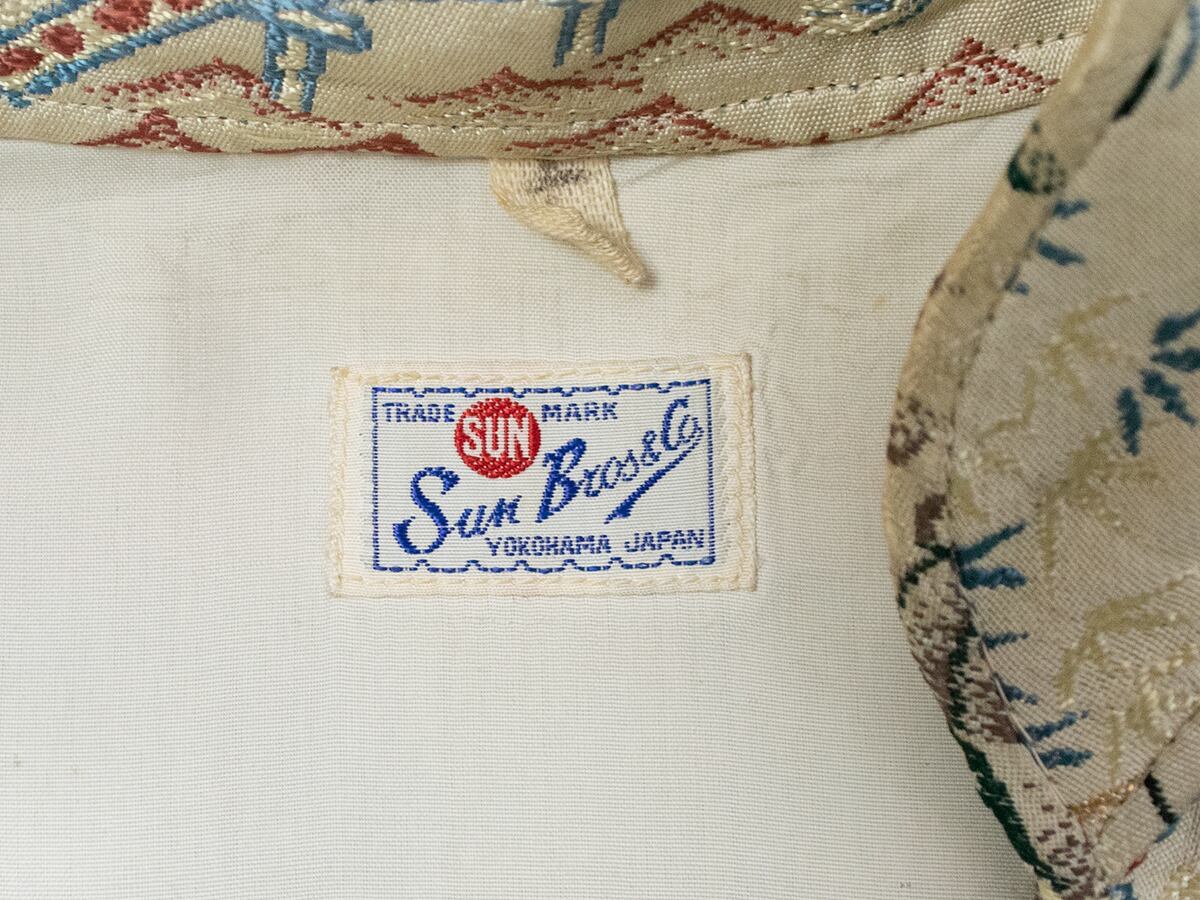 TRADE SUN MARK
Sun Bros & Co.
YOKOHAMA JAPAN